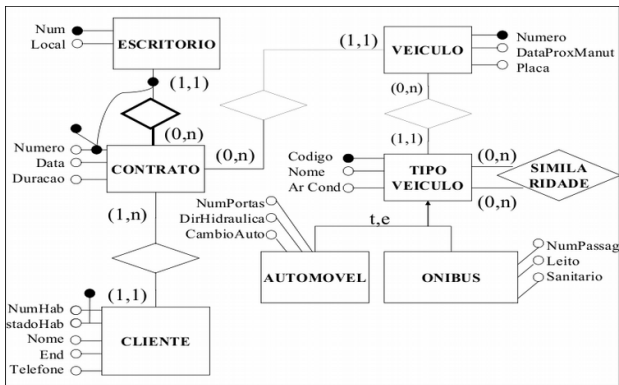 Num
Local
ESCRITORIO
(1,1)
(0,n)
Numero
Data
Duracao
CONTRATO
(0,n)
(1,1)
VEICULO
Numero
DataProxManut
Placa
(0,n)
(1,1)
Codigo
Nome
Ar Cond
TIPO
VEICULO
(0,n)
(0,n)
SIMILA
RIDADE
t,e
NumPortas
DirHidraulica
CambioAuto
AUTOMOVEL
ONIBUS
NumPassag
Leito
Sanitario
(1,n)
(1,1)
NumHab
stadoHab
Nome
End
Telefone
CLIENTE